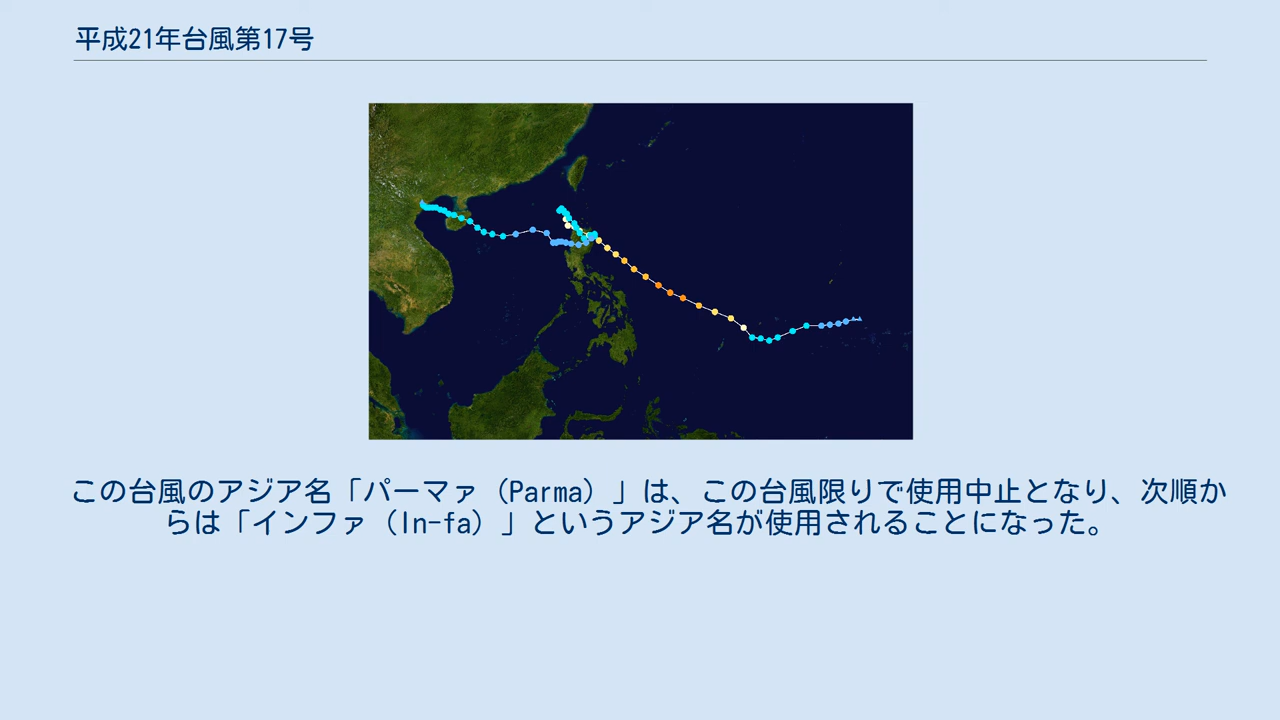 平成21年台風第17号
この台風のアジア名「パーマァ（Parma）」は、この台風限りで使用中止となり、次順か
らは「インファ（In-fa）」というアジア名が使用されることになった。